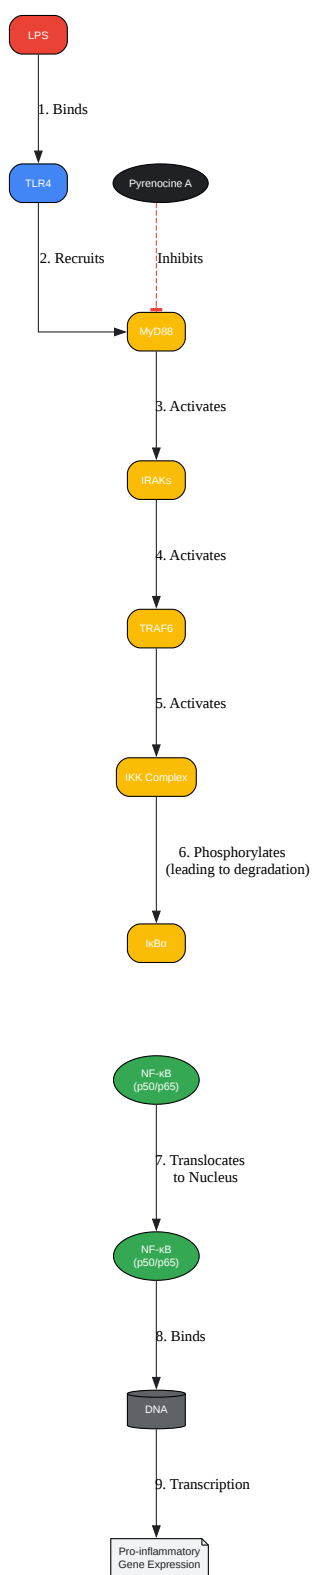 LPS
1. Binds
TLR4
Pyrenocine A
2. Recruits
Inhibits
MyD88
3. Activates
IRAKs
4. Activates
TRAF6
5. Activates
IKK Complex
6. Phosphorylates
(leading to degradation)
IκBα
NF-κB
(p50/p65)
7. Translocates
to Nucleus
NF-κB
(p50/p65)
8. Binds
DNA
9. Transcription
Pro-inflammatory
Gene Expression